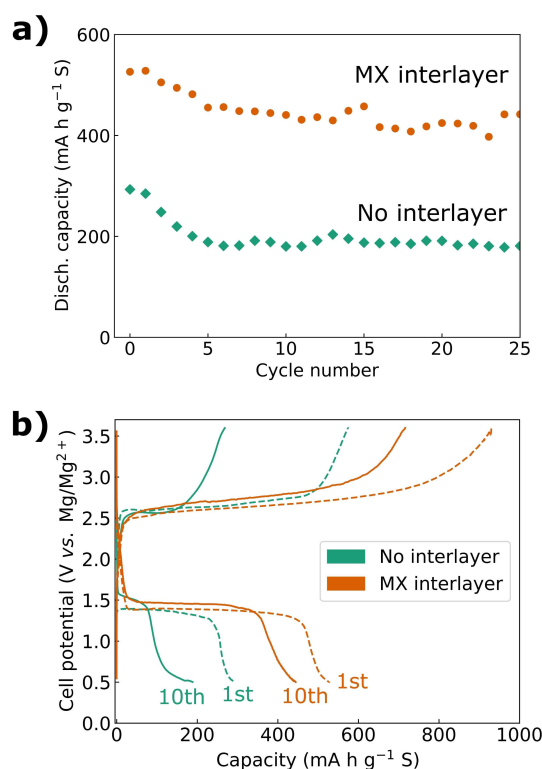 a)
600
400
200
0
Disch. capacity (mA h g⁻¹ S)
MX interlayer
No interlayer
0 5 10 15 20 25
Cycle number
b)
3.5
3.0
2.5
2.0
1.5
1.0
0.5
0.0
Cell potential (V vs. Mg/Mg²⁺)
No interlayer
MX interlayer
10th 1st 10th 1st
0 200 400 600 800 1000
Capacity (mA h g⁻¹ S)